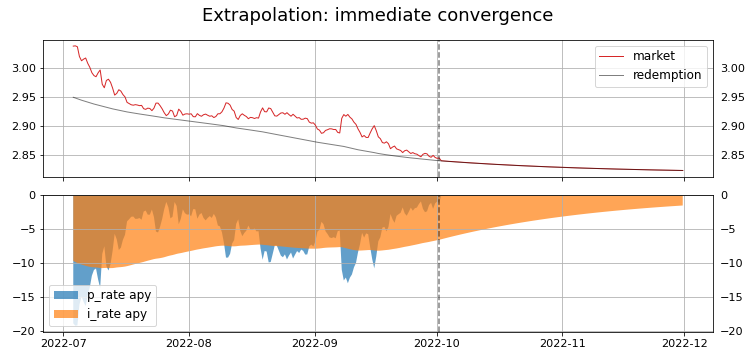 Extrapolation: immediate convergence
3.00 3.00
2.95 2.95
2.90 2.90
2.85 2.85
market
redemption
0 0
−5 −5
−10 −10
−15 −15
−20 −20
p_rate apy
i_rate apy
2022-07 2022-08 2022-09 2022-10 2022-11 2022-12